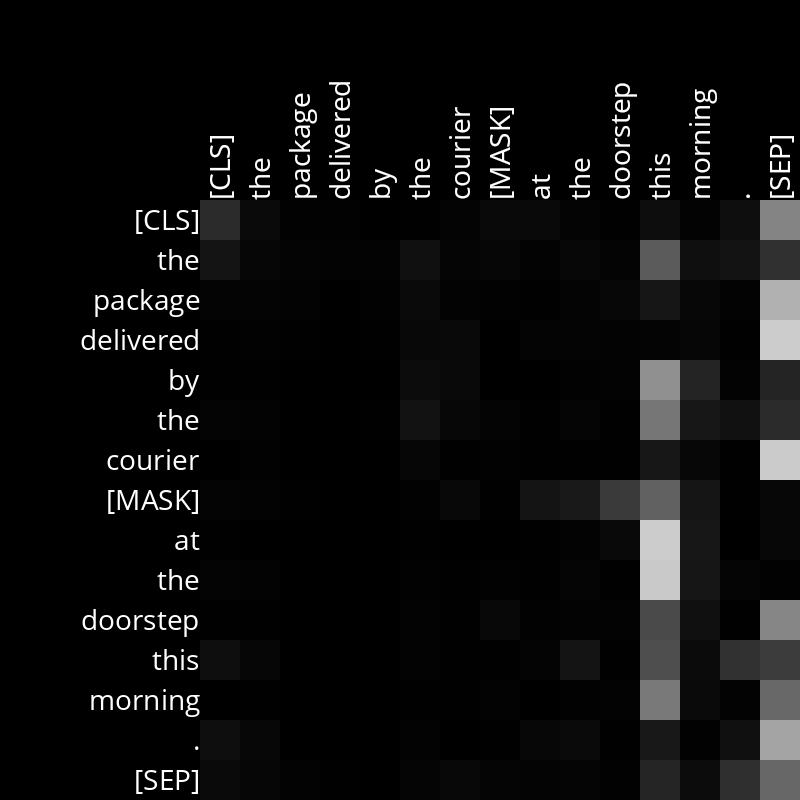 [CLS]
the
package
delivered
by
the
courier
[MASK]
at
the
doorstep
this
morning
.
[SEP]
[CLS]
the
package
delivered
by
the
courier
[MASK]
at
the
doorstep
this
morning
.
[SEP]